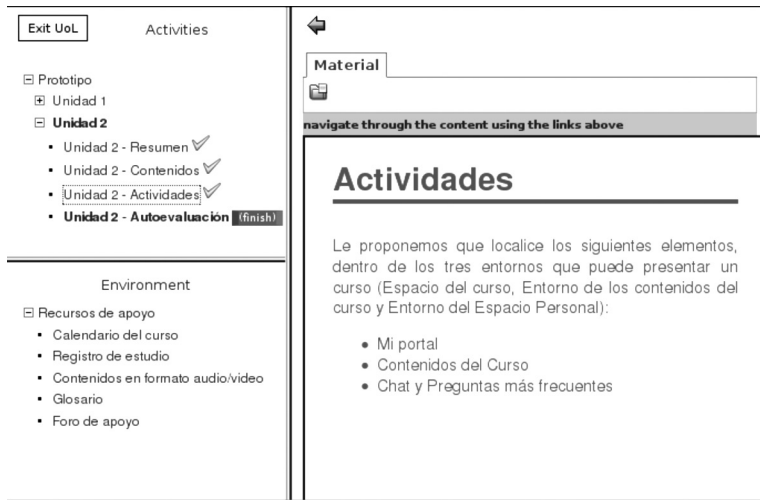 Exit UoL
Activities
Prototipo
Unidad 1
Unidad 2
Unidad 2 - Resumen
Unidad 2 - Contenidos
Unidad 2 - Actividades
Unidad 2 - Autoevaluación (finish)
Environment
Recursos de apoyo
Calendario del curso
Registro de estudio
Contenidos en formato audio/video
Glosario
Foro de apoyo
Material
navigate through the content using the links above
Actividades
Le proponemos que localice los siguientes elementos,
dentro de los tres entornos que puede presentar un
curso (Espacio del curso, Entorno de los contenidos del
curso y Entorno del Espacio Personal):
Mi portal
Contenidos del Curso
Chat y Preguntas más frecuentes